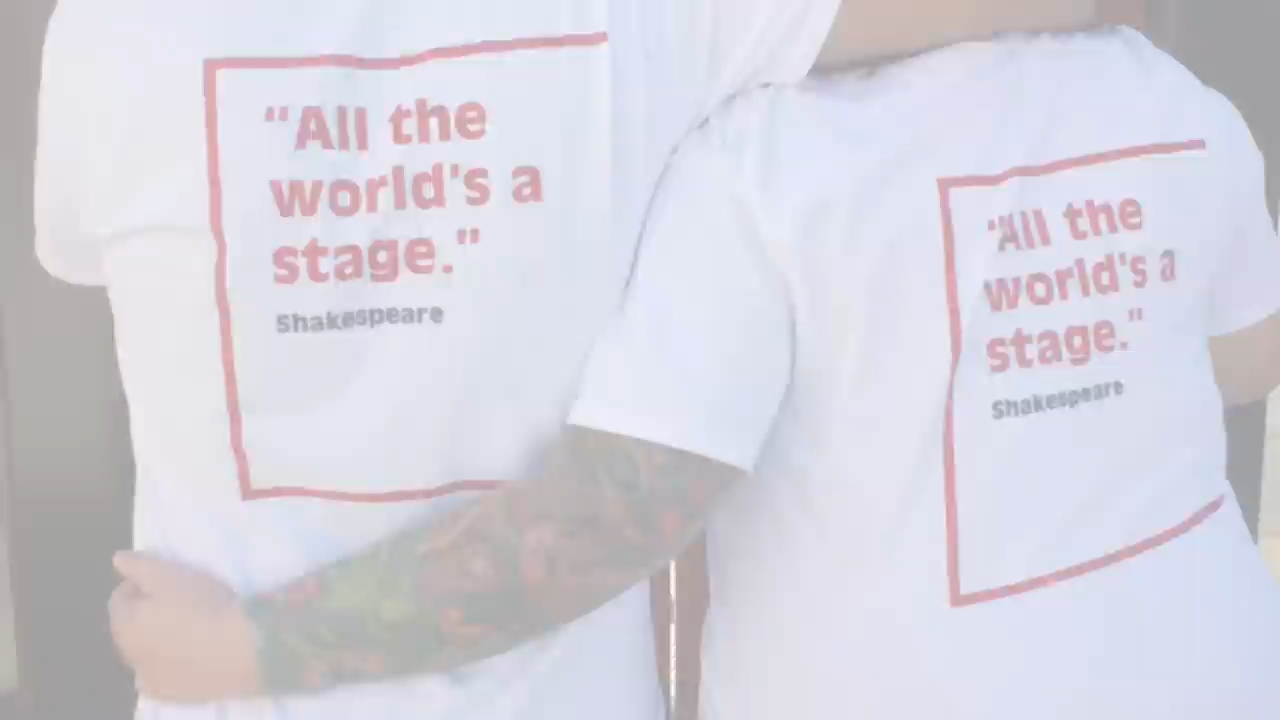 "All the
world's a
stage."
Shakespeare
"All the
world's a
stage."
Shakespeare